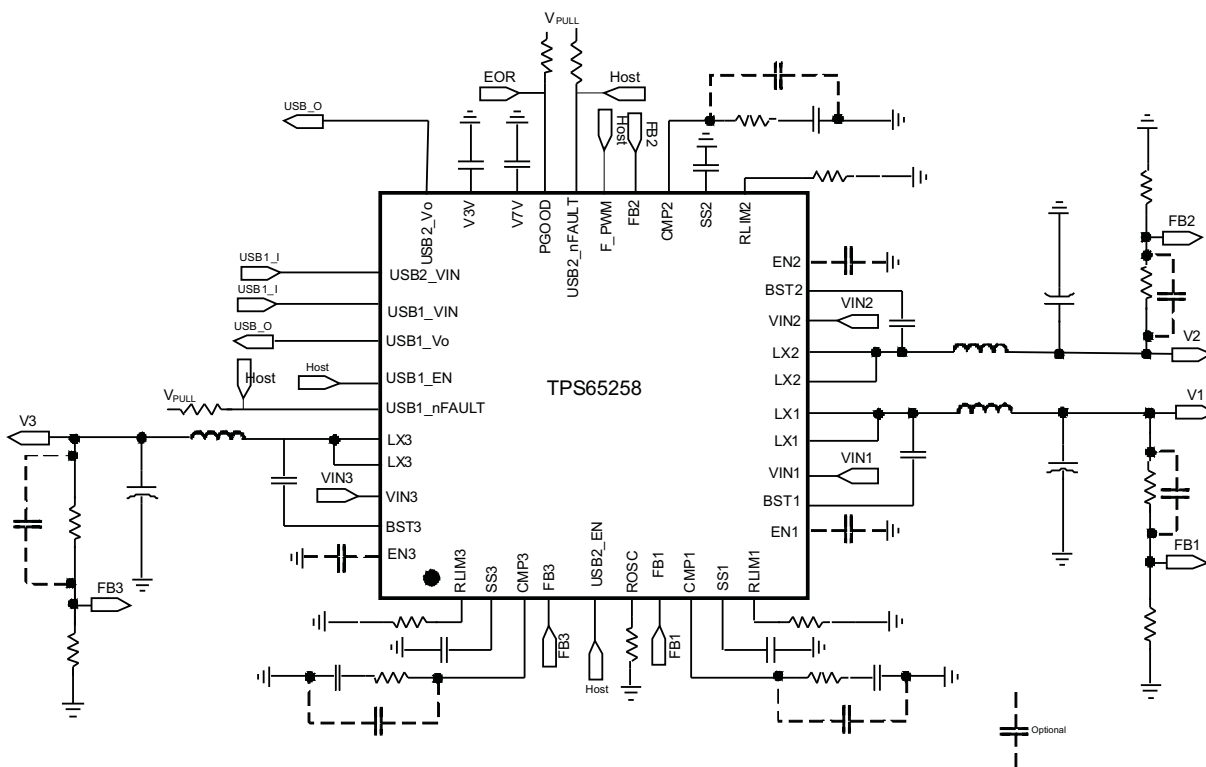 VPULL
EOR
Host
USB_O
Host
FB2
USB2_Vo
V3V
V7V
PGOOD
USB2_nFAULT
F_PWM
FB2
CMP2
SS2
RLIM2
FB2
EN2
USB1_I
USB2_VIN
BST2
USB1_I
USB1_VIN
VIN2
VIN2
USB_O
USB1_Vo
LX2
V2
Host
Host
USB1_EN
TPS65258
LX2
VPULL
USB1_nFAULT
LX1
V1
V3
LX3
LX1
LX3
VIN1
VIN1
VIN3
VIN3
BST1
BST3
EN1
EN3
FB1
FB3
RLIM3
SS3
CMP3
FB3
USB2_EN
ROSC
FB1
CMP1
SS1
RLIM1
FB3
Host
FB1
Optional